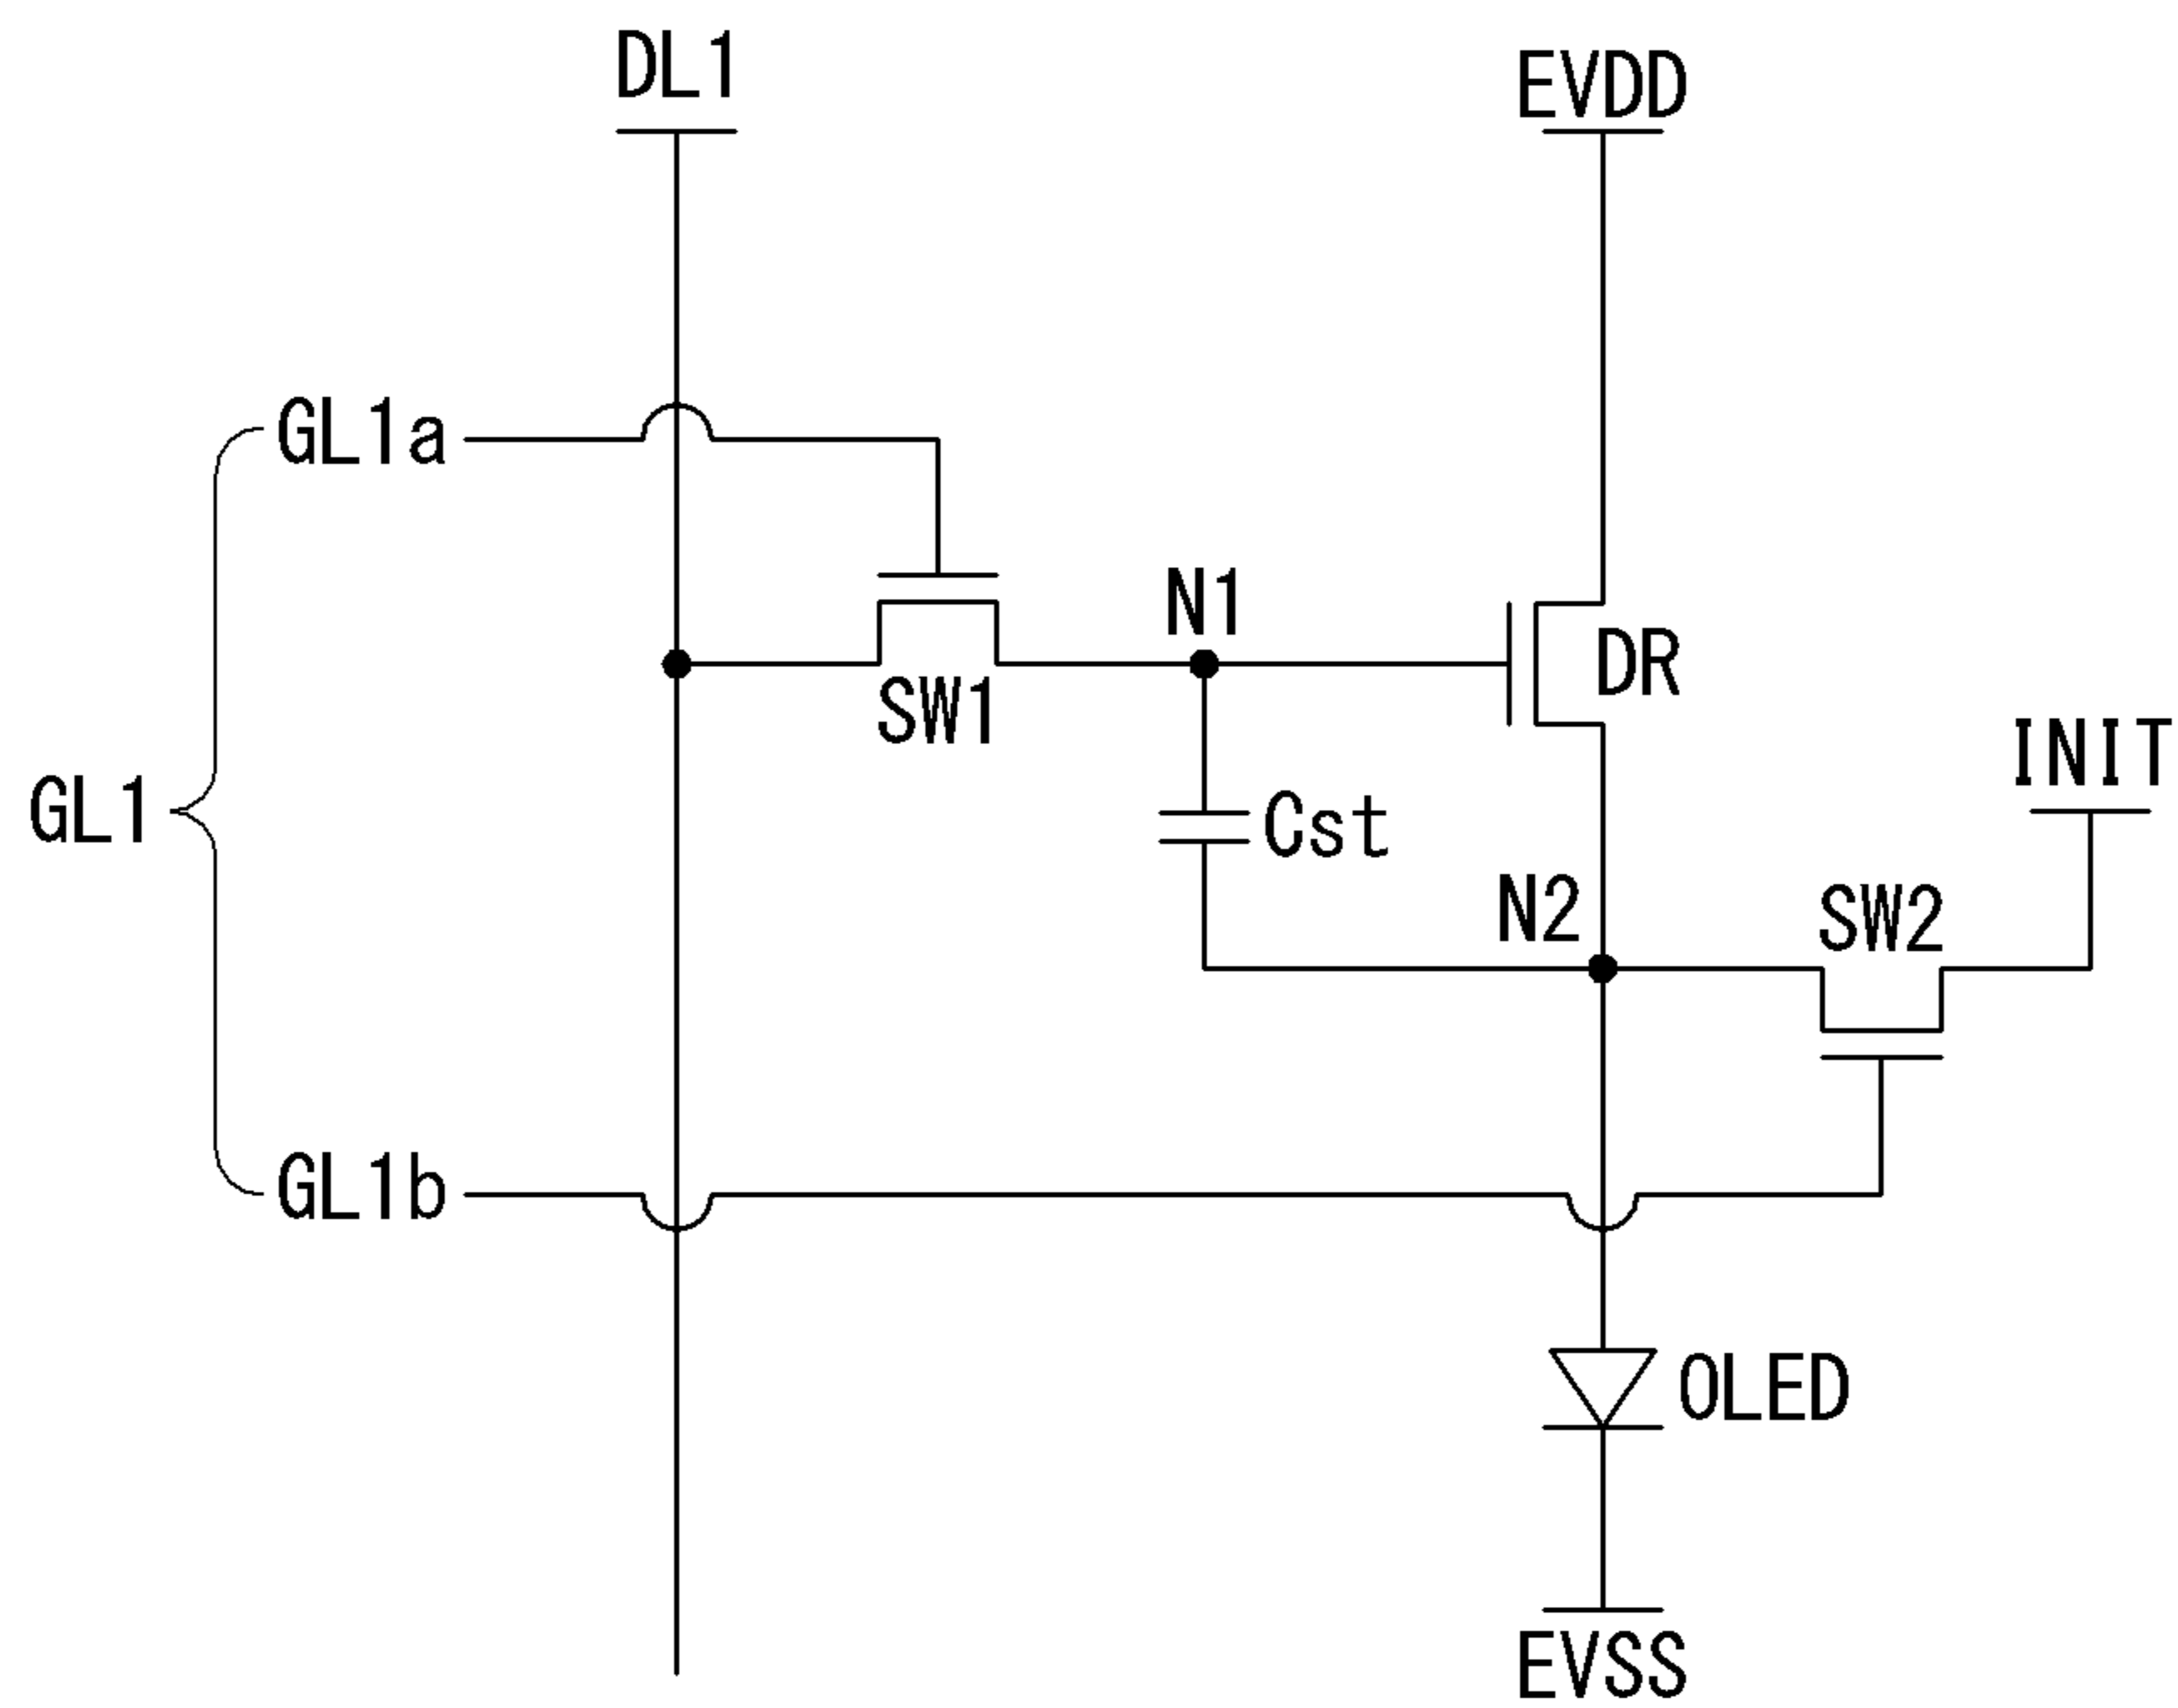 DL1
EVDD
GL1a
N1
DR
SW1
INIT
GL1
Cst
N2
SW2
GL1b
OLED
EVSS